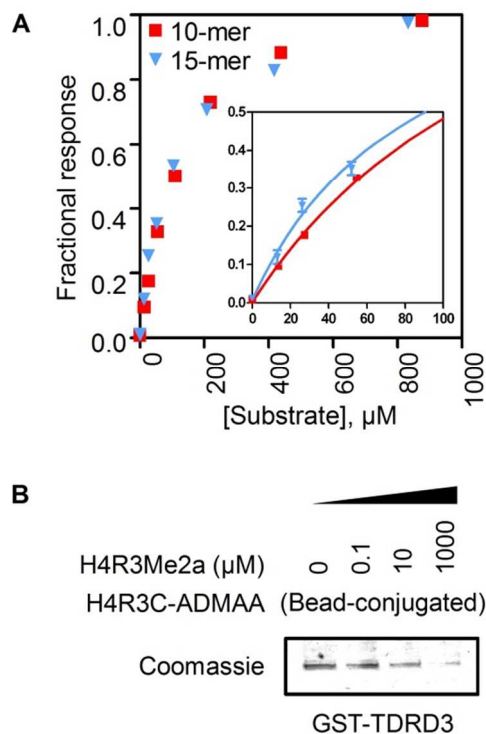 A
1.0
0.8
0.6
0.4
0.2
0.0
Fractional response
10-mer
15-mer
0.5
0.4
0.3
0.2
0.1
0.0
0 20 40 60 80 100
0 200 400 600 800 1000
[Substrate], µM
B
H4R3Me2a (µM) 0 0.1 10 1000
H4R3C-ADMAA (Bead-conjugated)
Coomassie
GST-TDRD3